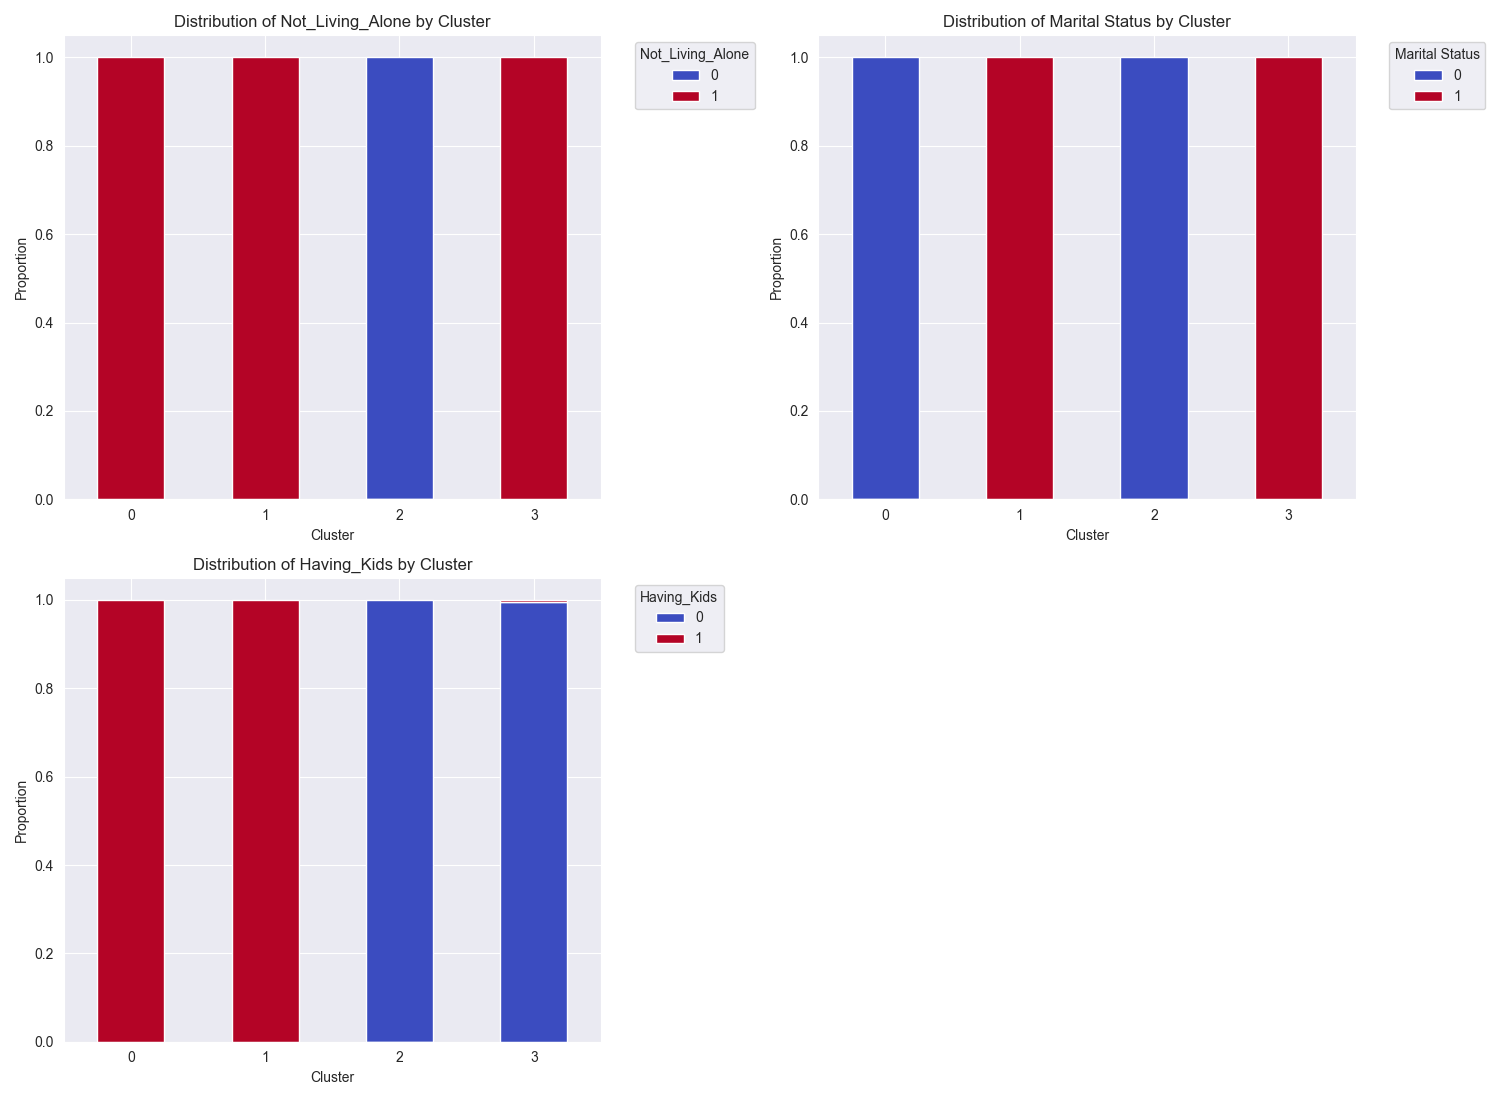 Distribution of Not_Living_Alone by Cluster
1.0
0.8
0.6
0.4
0.2
0.0
Proportion
0 1 2 3
Cluster
Not_Living_Alone
0
1
Distribution of Marital Status by Cluster
1.0
0.8
0.6
0.4
0.2
0.0
Proportion
0 1 2 3
Cluster
Marital Status
0
1
Distribution of Having_Kids by Cluster
1.0
0.8
0.6
0.4
0.2
0.0
Proportion
0 1 2 3
Cluster
Having_Kids
0
1